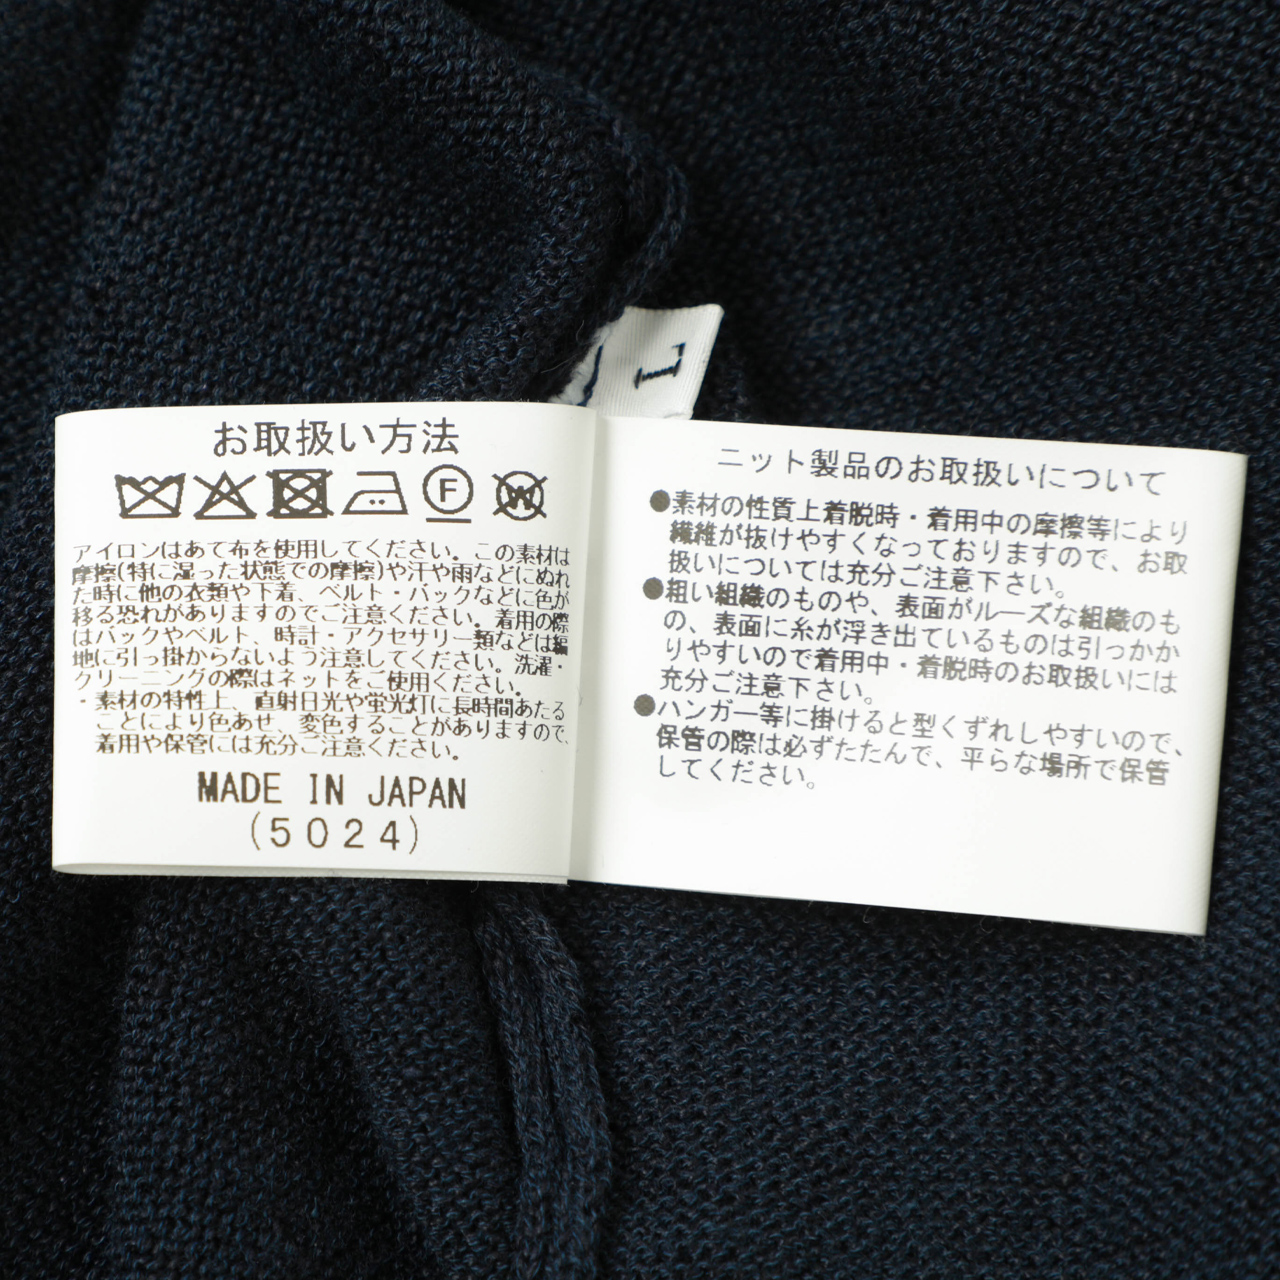 L
お取扱い方法
F
W
アイロンはあて布を使用してください。この素材は
摩擦(特に湿った状態での摩擦)や汗や雨などにぬれ
た時に他の衣類や下着、ベルト・バックなどに色が
移る恐れがありますのでご注意ください。着用の際
はバックやベルト、時計・アクセサリー類などは編
地に引っ掛からないよう注意してください。洗濯・
クリーニングの際はネットをご使用ください。
・素材の特性上、直射日光や蛍光灯に長時間あたる
ことにより色あせ、変色することがありますので、
着用や保管には充分ご注意ください。
MADE IN JAPAN
(5024)
ニット製品のお取扱いについて
●素材の性質上着脱時・着用中の摩擦等により
繊維が抜けやすくなっておりますので、お取
扱いについては充分ご注意下さい。
●粗い組織のものや、表面がルーズな組織のも
の、表面に糸が浮き出ているものは引っかか
りやすいので着用中・着脱時のお取扱いには
充分ご注意下さい。
●ハンガー等に掛けると型くずれしやすいので、
保管の際は必ずたたんで、平らな場所で保管
してください。